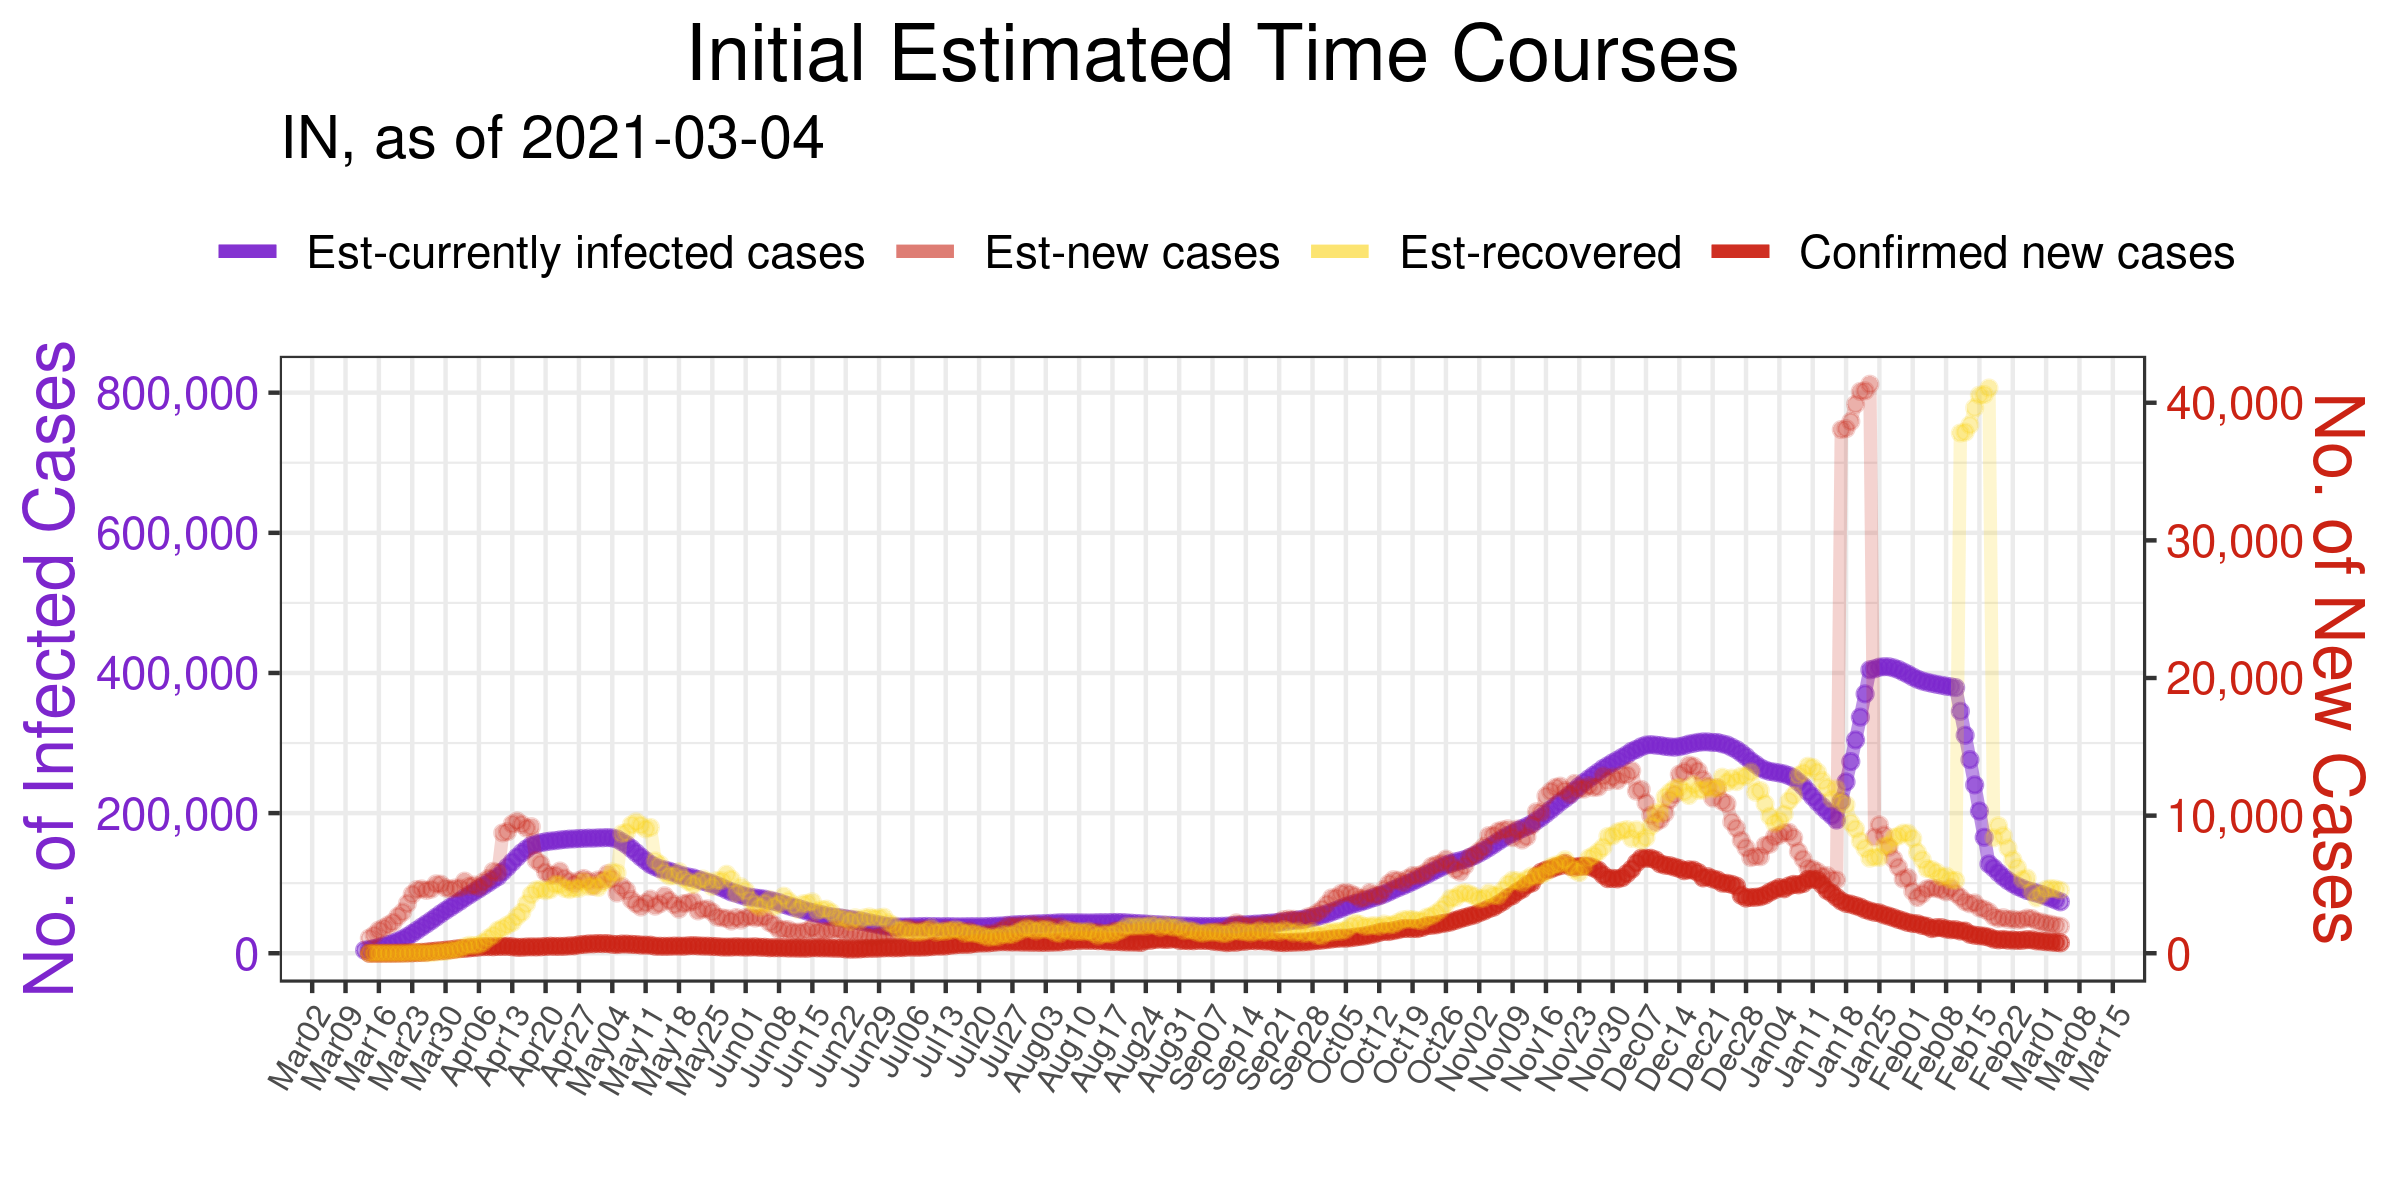 Initial Estimated Time Courses
IN, as of 2021-03-04
Est-currently infected cases Est-new cases Est-recovered Confirmed new cases
No. of Infected Cases
800,000
600,000
400,000
200,000
0
40,000
30,000
20,000
10,000
0
No. of New Cases
Mar02 Mar09 Mar16 Mar23 Mar30 Apr06 Apr13 Apr20 Apr27 May04 May11 May18 May25 Jun01 Jun08 Jun15 Jun22 Jun29 Jul06 Jul13 Jul20 Jul27 Aug03 Aug10 Aug17 Aug24 Aug31 Sep07 Sep14 Sep21 Sep28 Oct05 Oct12 Oct19 Oct26 Nov02 Nov09 Nov16 Nov23 Nov30 Dec07 Dec14 Dec21 Dec28 Jan04 Jan11 Jan18 Jan25 Feb01 Feb08 Feb15 Feb22 Mar01 Mar08 Mar15